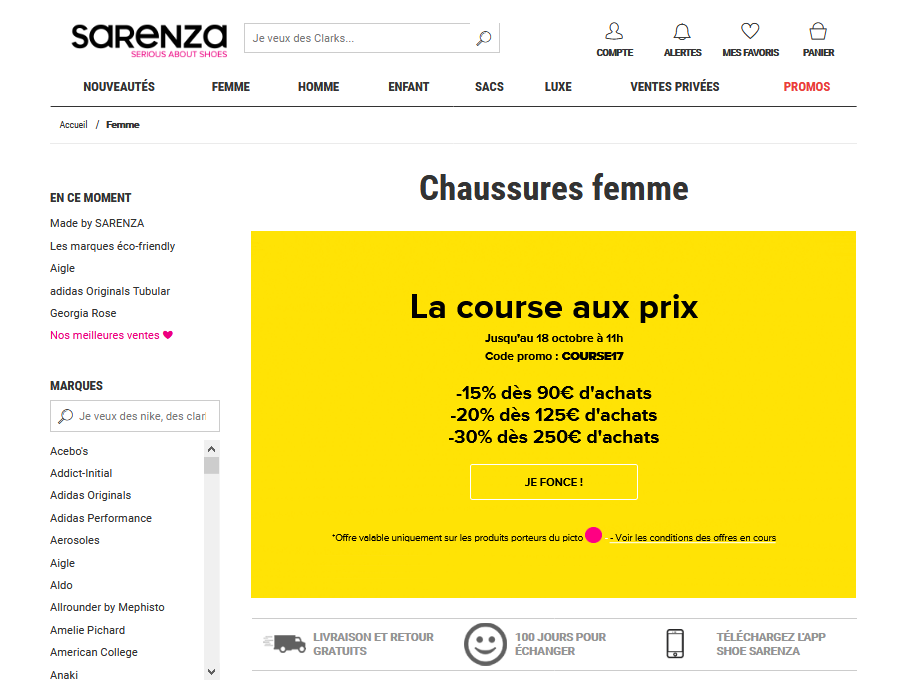 SARENZA
SERIOUS ABOUT SHOES
Je veux des Clarks...
COMPTE
ALERTES
MES FAVORIS
PANIER
NOUVEAUTÉS
FEMME
HOMME
ENFANT
SACS
LUXE
VENTES PRIVÉES
PROMOS
Accueil / Femme
EN CE MOMENT
Made by SARENZA
Les marques éco-friendly
Aigle
adidas Originals Tubular
Georgia Rose
Nos meilleures ventes ♥
MARQUES
Je veux des nike, des clar
Acebo's
Addict-Initial
Adidas Originals
Adidas Performance
Aerosoles
Aigle
Aldo
Allrounder by Mephisto
Amelie Pichard
American College
Anaki
Chaussures femme
La course aux prix
Jusqu'au 18 octobre à 11h
Code promo : COURSE17
-15% dès 90€ d'achats
-20% dès 125€ d'achats
-30% dès 250€ d'achats
JE FONCE !
*Offre valable uniquement sur les produits porteurs du picto - Voir les conditions des offres en cours
LIVRAISON ET RETOUR
GRATUITS
100 JOURS POUR
ÉCHANGER
TÉLÉCHARGEZ L'APP
SHOE SARENZA